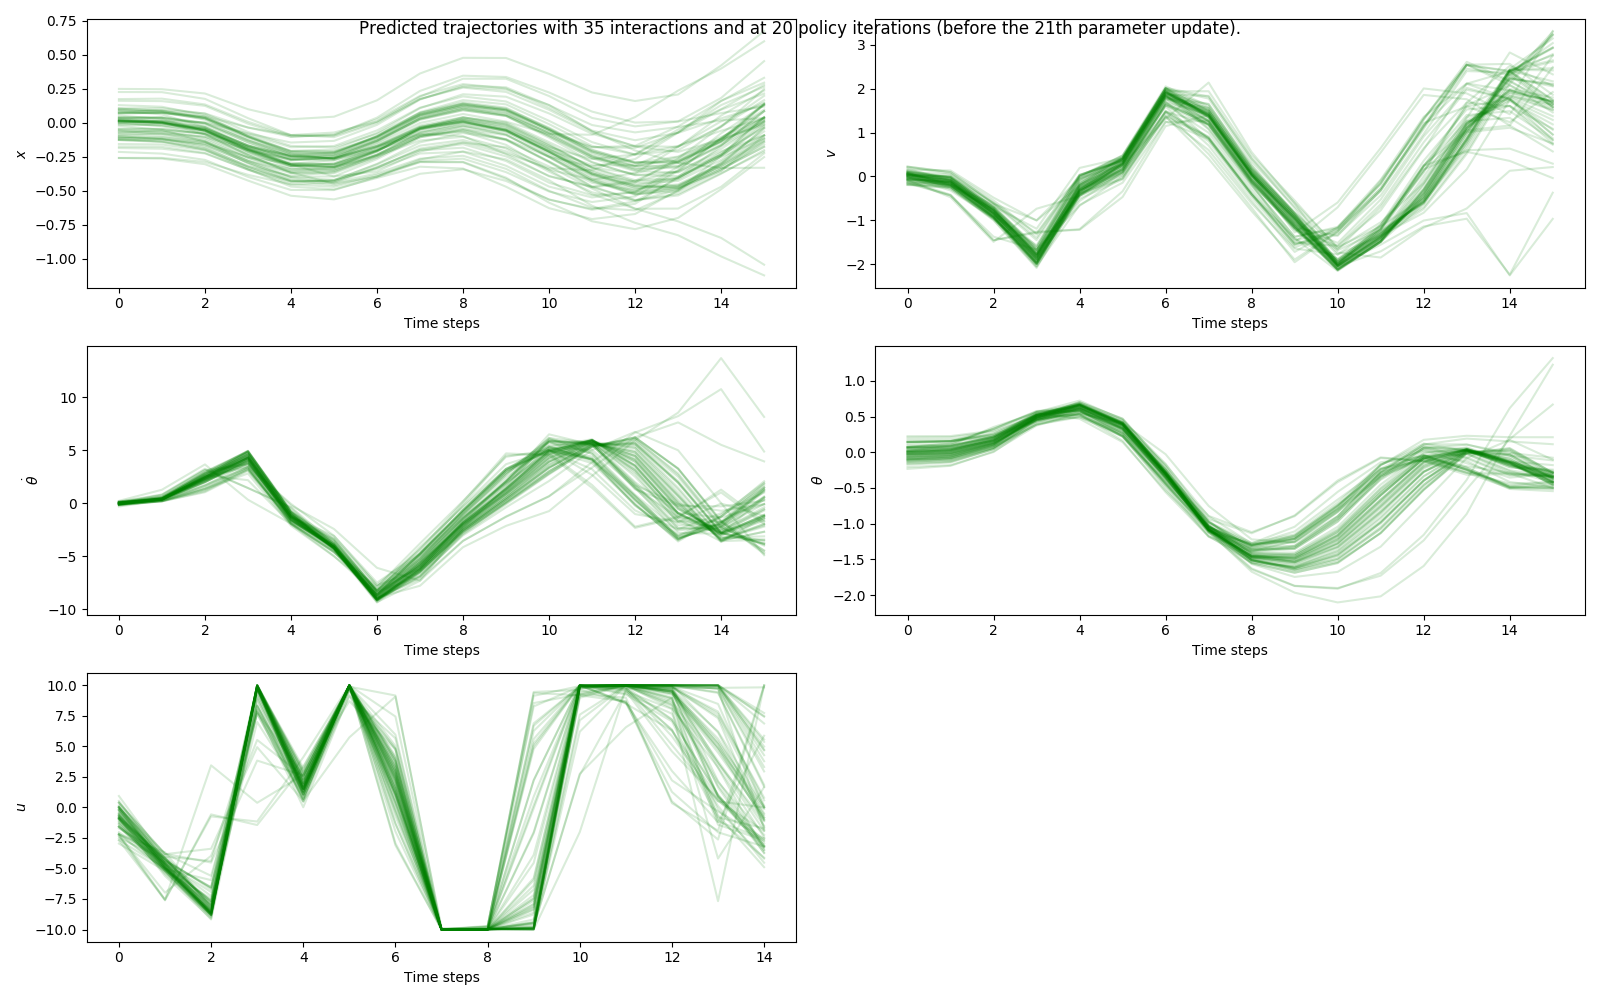 Predicted trajectories with 35 interactions and at 20 policy iterations (before the 21th parameter update).
0.75
0.50
0.25
0.00
−0.25
−0.50
−0.75
−1.00
x
0 2 4 6 8 10 12 14
Time steps
3
2
1
0
−1
−2
v
0 2 4 6 8 10 12 14
Time steps
10
5
0
−5
−10
θ̇
0 2 4 6 8 10 12 14
Time steps
1.0
0.5
0.0
−0.5
−1.0
−1.5
−2.0
θ
0 2 4 6 8 10 12 14
Time steps
10.0
7.5
5.0
2.5
0.0
−2.5
−5.0
−7.5
−10.0
u
0 2 4 6 8 10 12 14
Time steps